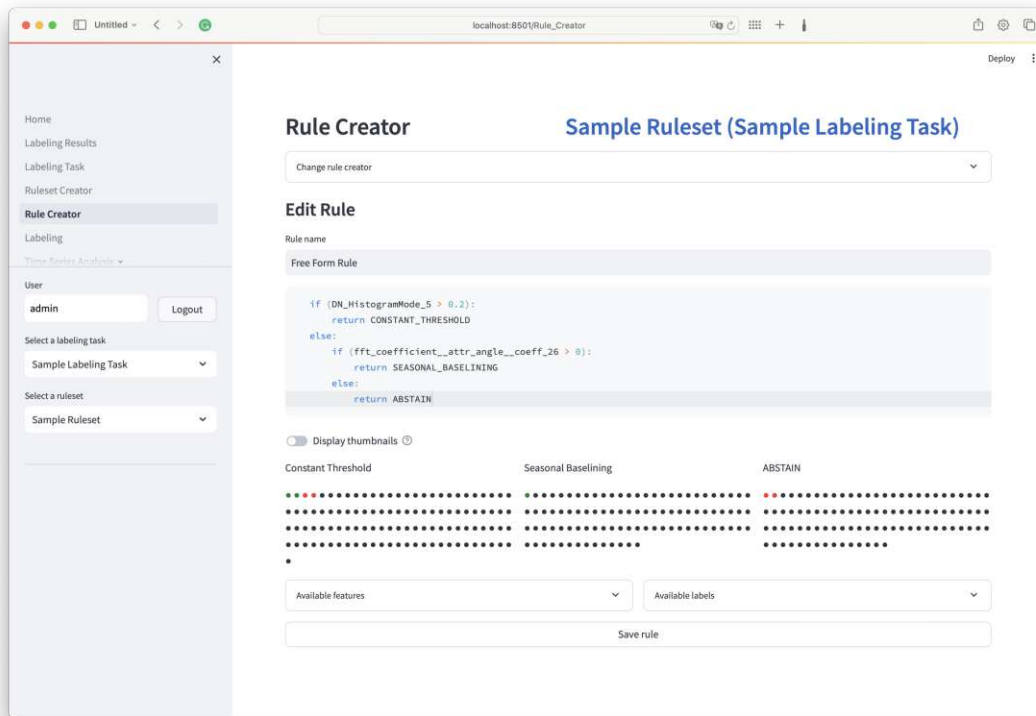 Untitled
localhost:8501/Rule_Creator
Deploy
Home
Labeling Results
Labeling Task
Ruleset Creator
Rule Creator
Labeling
Time Series Analysis
User
admin
Logout
Select a labeling task
Sample Labeling Task
Select a ruleset
Sample Ruleset
Rule Creator
Sample Ruleset (Sample Labeling Task)
Change rule creator
Edit Rule
Rule name
Free Form Rule
if (DN_HistogramMode_5 > 0.2):
    return CONSTANT_THRESHOLD
else:
    if (fft_coefficient__attr_angle__coeff_26 > 0):
        return SEASONAL_BASELINING
    else:
        return ABSTAIN
Display thumbnails
Constant Threshold
Seasonal Baselining
ABSTAIN
Available features
Available labels
Save rule